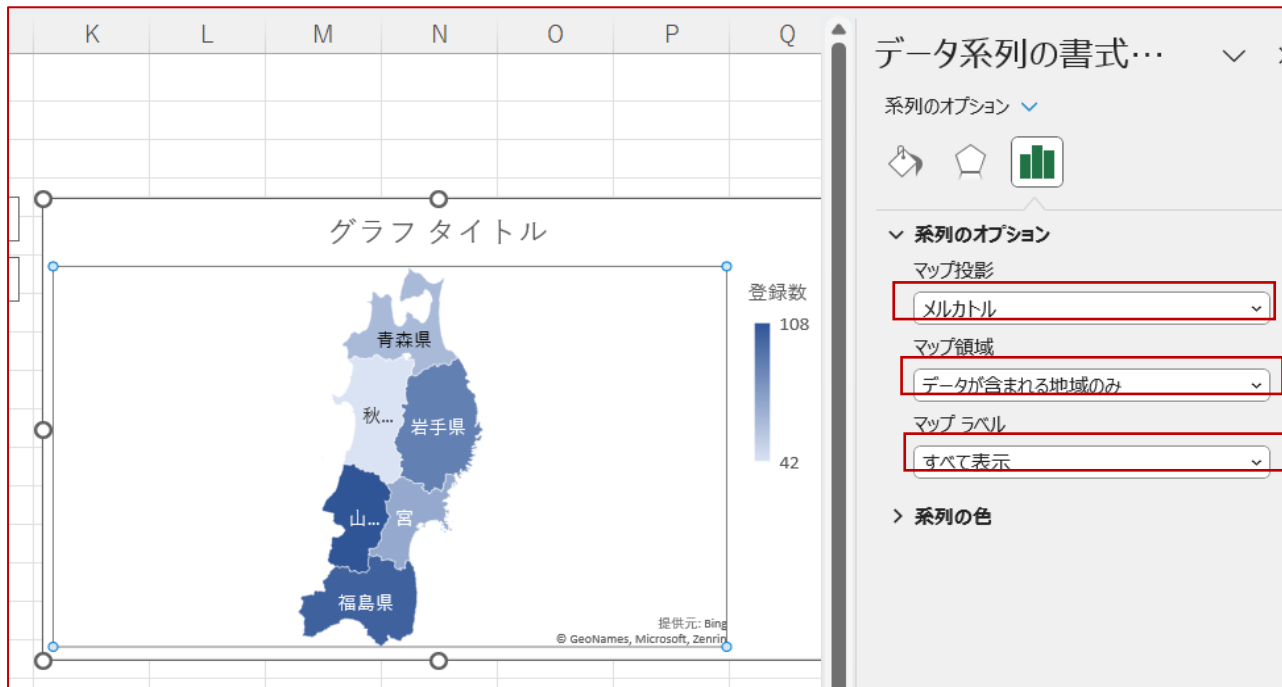 K L M N O P Q
データ系列の書式…
系列のオプション
グラフ タイトル
青森県
秋...
岩手県
山...
宮
福島県
登録数
108
42
提供元: Bing
© GeoNames, Microsoft, Zenrin
系列のオプション
マップ投影
メルカトル
マップ領域
データが含まれる地域のみ
マップ ラベル
すべて表示
系列の色